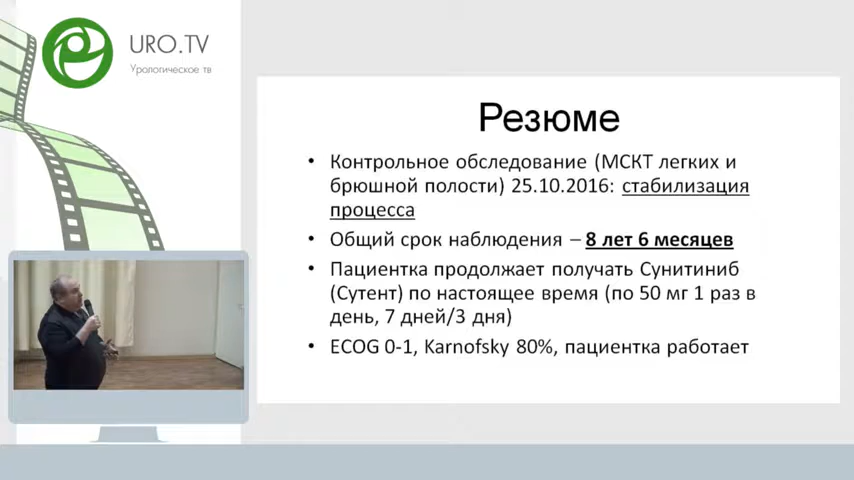 URO.TV
Урологическое тв
Резюме
• Контрольное обследование (МСКТ легких и
брюшной полости) 25.10.2016: стабилизация
процесса
• Общий срок наблюдения – 8 лет 6 месяцев
• Пациентка продолжает получать Сунитиниб
(Сутент) по настоящее время (по 50 мг 1 раз в
день, 7 дней/3 дня)
• ECOG 0-1, Karnofsky 80%, пациентка работает